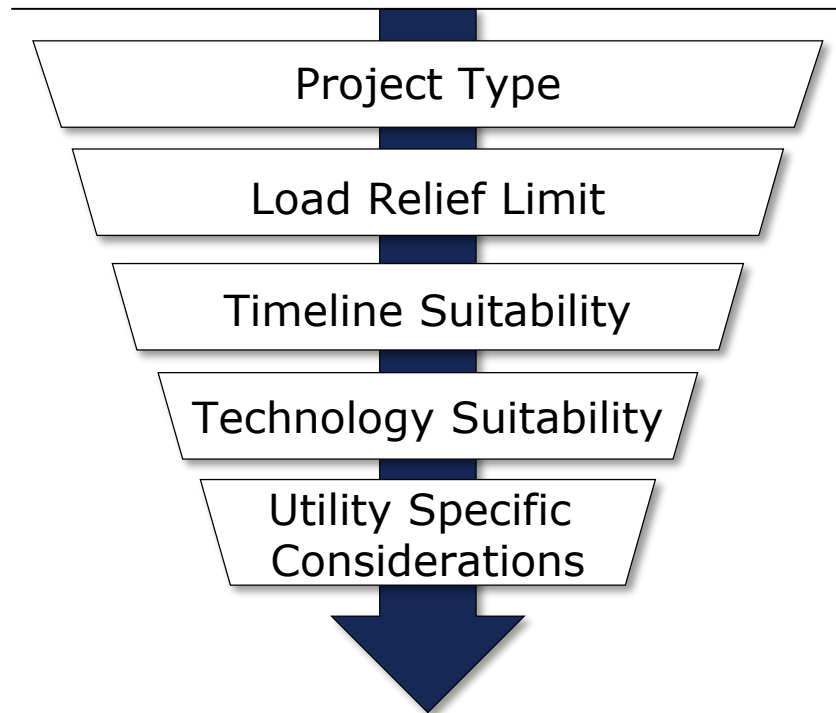 Project Type
Load Relief Limit
Timeline Suitability
Technology Suitability
Utility Specific
Considerations